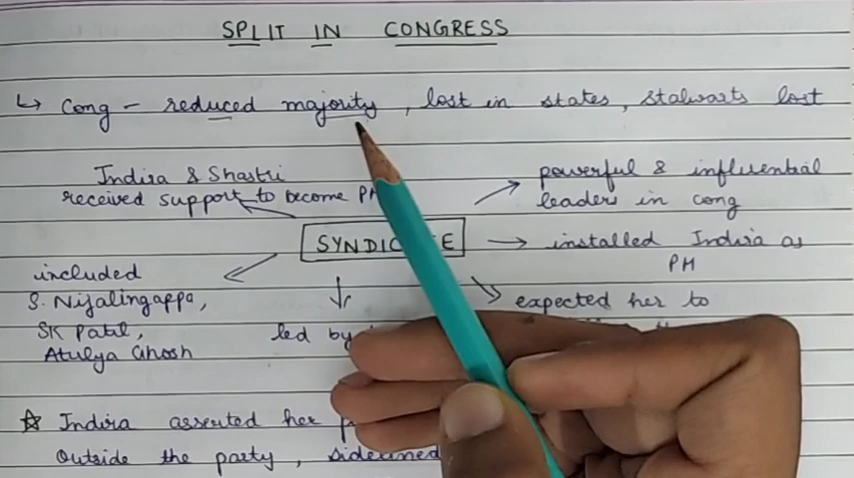 SPLIT IN CONGRESS
↳ Cong - reduced majority, lost in states, stalwarts lost
Indira & Shastri
received support to become
powerful & influential
leaders in cong
SYNDIC E
installed Indira as
PM
included
S. Nijalingappa,
SK Patil,
Atulya Ghosh
led by
expected her to
☆ Indira asserted her
Outside the party, sidelined